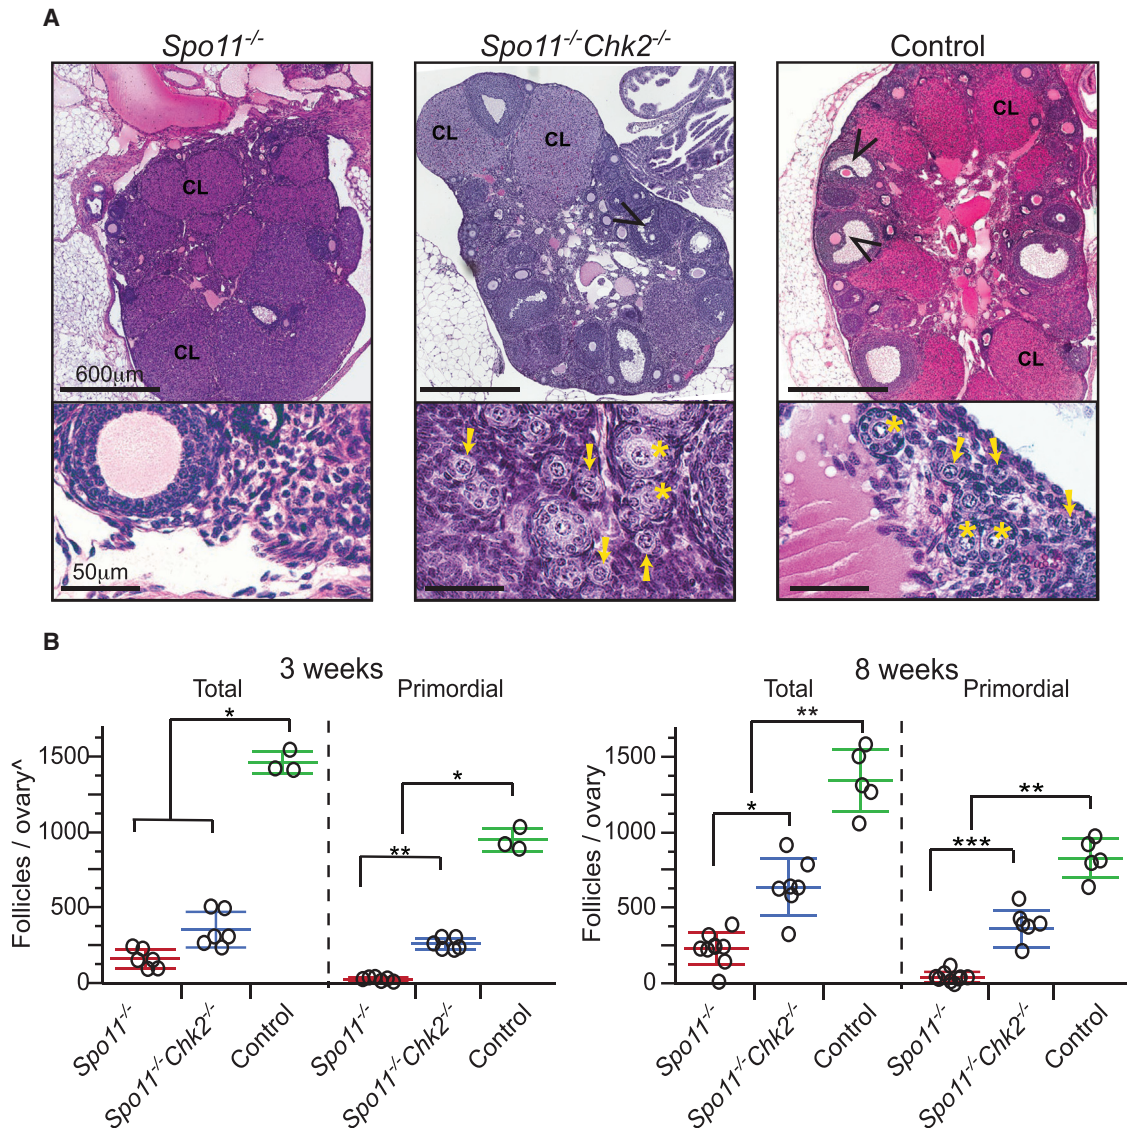 A
Spo11-/-
Spo11-/-Chk2-/-
Control
CL
CL
600µm
CL
CL
CL
CL
50µm
*
*
*
*
*
B
3 weeks
8 weeks
Total
Primordial
Total
Primordial
*
*
**
**
*
**
***
Follicles / ovary^
1500
1000
500
0
Follicles / ovary
1500
1000
500
0
Spo11-/-
Spo11-/-Chk2-/-
Control
Spo11-/-
Spo11-/-Chk2-/-
Control
Spo11-/-
Spo11-/-Chk2-/-
Control
Spo11-/-
Spo11-/-Chk2-/-
Control